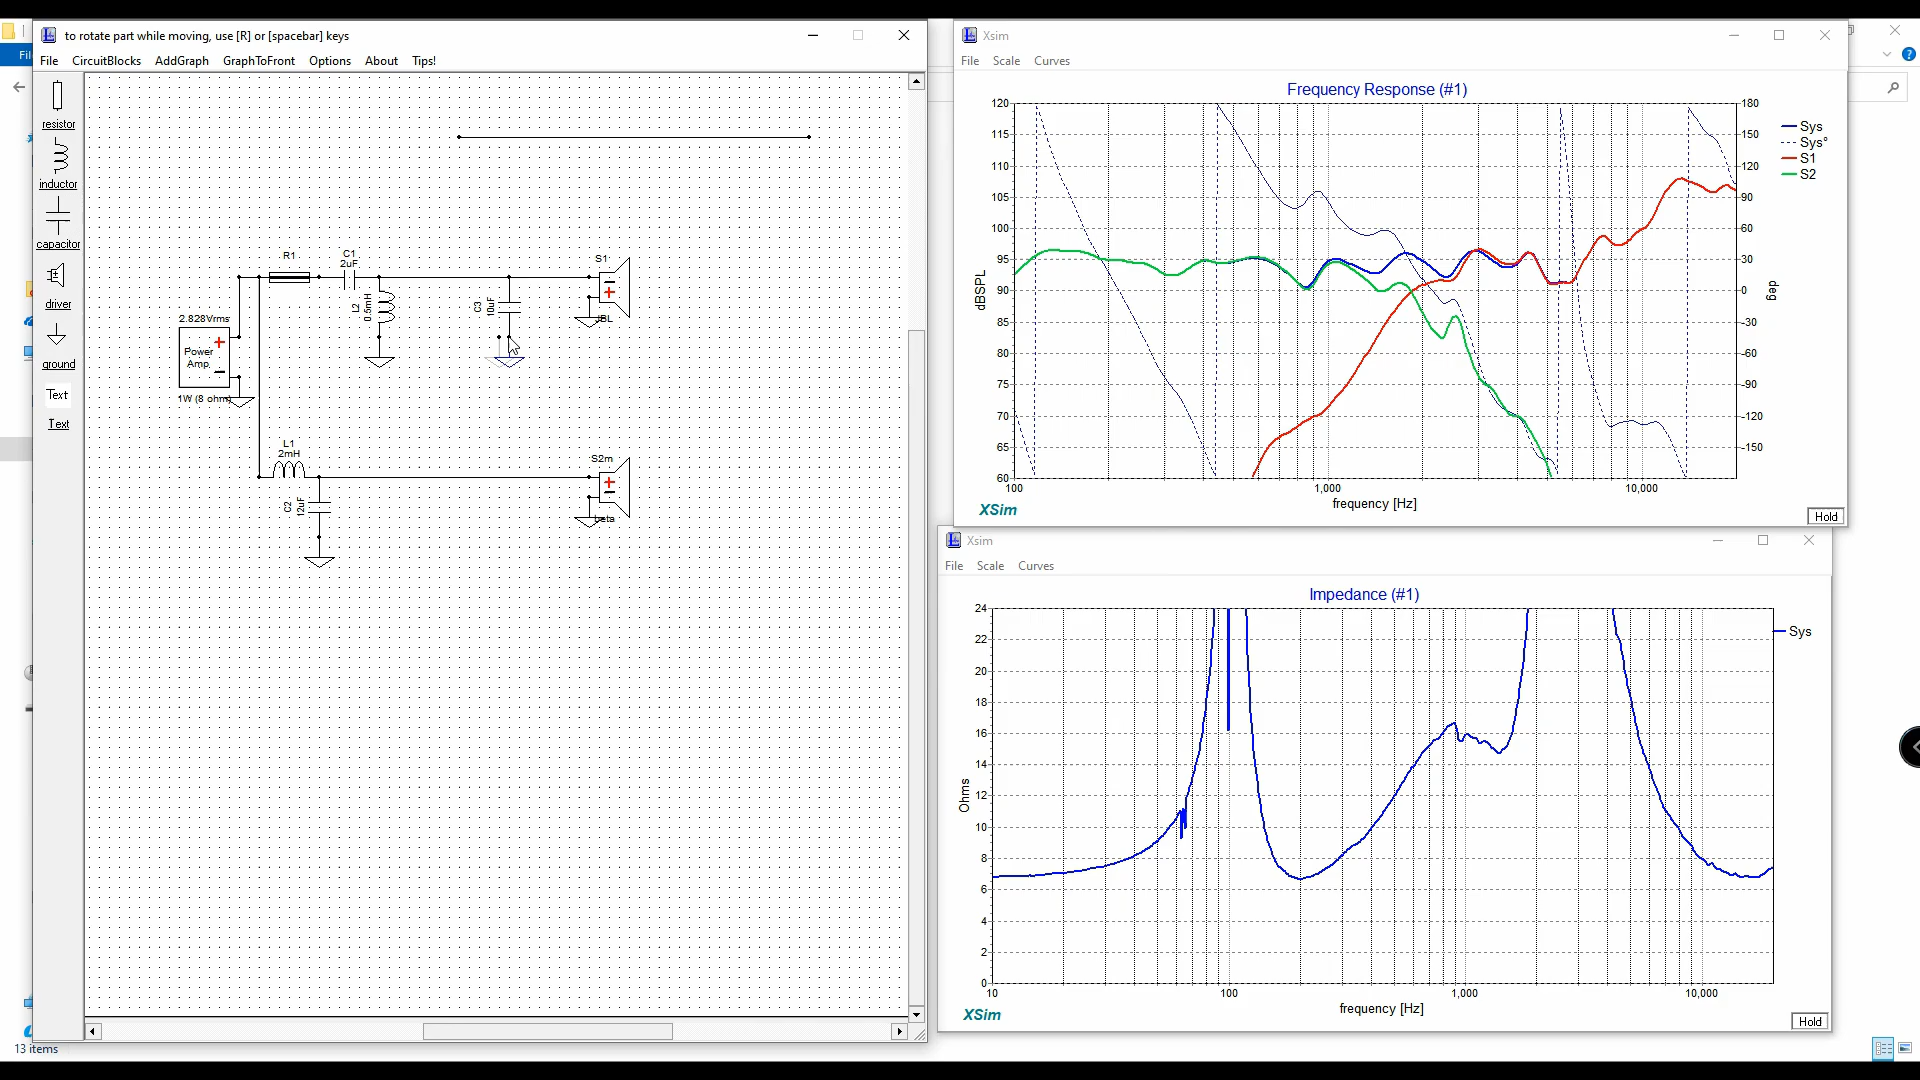 to rotate part while moving, use [R] or [spacebar] keys
File CircuitBlocks AddGraph GraphToFront Options About Tips!
resistor
inductor
capacitor
driver
ground
Text
Text
R1
C1
2uF
L2
0.5mH
C3
10uF
S1
JBL
2.828Vrms
Power
Amp
1W (8 ohm)
L1
2mH
C2
12uF
S2m
beta
13 items
Xsim
File Scale Curves
Frequency Response (#1)
120
115
110
105
100
95
90
85
80
75
70
65
60
dBSPL
180
150
120
90
60
30
0
-30
-60
-90
-120
-150
deg
100 1,000 10,000
frequency [Hz]
Sys
Sys°
S1
S2
XSim
Hold
Xsim
File Scale Curves
Impedance (#1)
24
22
20
18
16
14
12
10
8
6
4
2
0
Ohms
10 100 1,000 10,000
frequency [Hz]
Sys
XSim
Hold